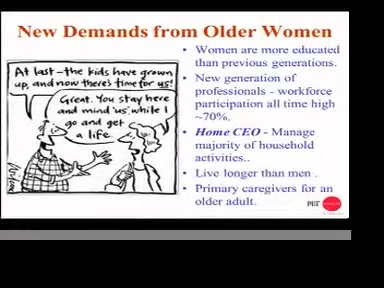 New Demands from Older Women
At last-the kids have grown
up, and now there's time for us!
Great. You stay here
and mind 'us', while I
go and get
a life.
• Women are more educated
than previous generations.
• New generation of
professionals - workforce
participation all time high
~70%.
• Home CEO - Manage
majority of household
activities..
• Live longer than men .
• Primary caregivers for an
older adult.